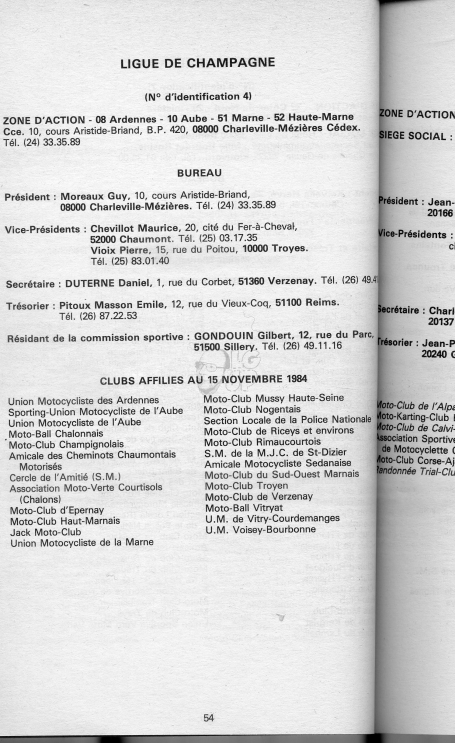 LIGUE DE CHAMPAGNE
(N° d'identification 4)
ZONE D'ACTION - 08 Ardennes - 10 Aube - 51 Marne - 52 Haute-Marne
Cce. 10, cours Aristide-Briand, B.P. 420, 08000 Charleville-Mézières Cédex.
Tél. (24) 33.35.89
BUREAU
Président : Moreaux Guy, 10, cours Aristide-Briand,
08000 Charleville-Mézières. Tél. (24) 33.35.89
Vice-Présidents : Chevillot Maurice, 20, cité du Fer-à-Cheval,
52000 Chaumont. Tél. (25) 03.17.35
Vioix Pierre, 15, rue du Poitou, 10000 Troyes.
Tél. (25) 83.01.40
Secrétaire : DUTERNE Daniel, 1, rue du Corbet, 51360 Verzenay. Tél. (26) 49.4
Trésorier : Pitoux Masson Emile, 12, rue du Vieux-Coq, 51100 Reims.
Tél. (26) 87.22.53
Résidant de la commission sportive : GONDOUIN Gilbert, 12, rue du Parc,
51500 Sillery. Tél. (26) 49.11.16
CLUBS AFFILIES AU 15 NOVEMBRE 1984
Union Motocycliste des Ardennes
Sporting-Union Motocycliste de l'Aube
Union Motocycliste de l'Aube
Moto-Ball Chalonnais
Moto-Club Champignolais
Amicale des Cheminots Chaumontais
Motorisés
Cercle de l'Amitié (S.M.)
Association Moto-Verte Courtisols
(Chalons)
Moto-Club d'Epernay
Moto-Club Haut-Marnais
Jack Moto-Club
Union Motocycliste de la Marne
Moto-Club Mussy Haute-Seine
Moto-Club Nogentais
Section Locale de la Police Nationale
Moto-Club de Riceys et environs
Moto-Club Rimaucourtois
S.M. de la M.J.C. de St-Dizier
Amicale Motocycliste Sedanaise
Moto-Club du Sud-Ouest Marnais
Moto-Club Troyen
Moto-Club de Verzenay
Moto-Ball Vitryat
U.M. de Vitry-Courdemanges
U.M. Voisey-Bourbonne
54
ZONE D'ACTION
SIEGE SOCIAL :
Président : Jean-
20166
Vice-Présidents :
Secrétaire : Charl
20137
Trésorier : Jean-P
20240
Moto-Club de l'Alpa
Moto-Karting-Club
Moto-Club de Calvi-
Association Sportive
de Motocyclette
Moto-Club Corse-Aj
Randonnée Trial-Clu